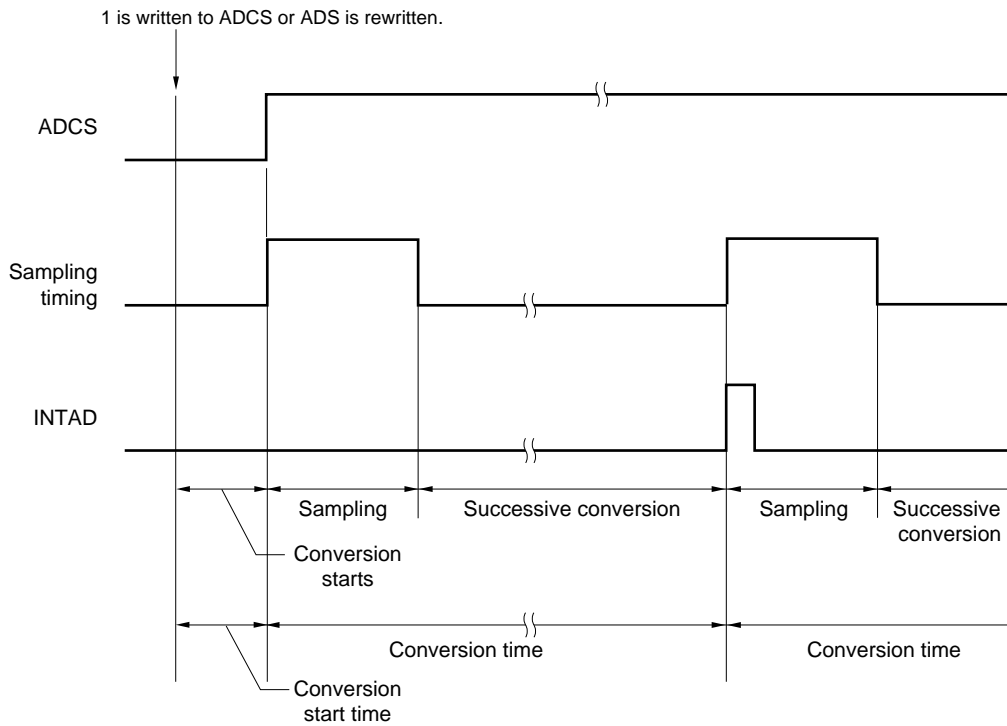 1 is written to ADCS or ADS is rewritten.
ADCS
Sampling
timing
INTAD
Sampling
Successive conversion
Sampling
Successive
conversion
Conversion
starts
Conversion time
Conversion time
Conversion
start time